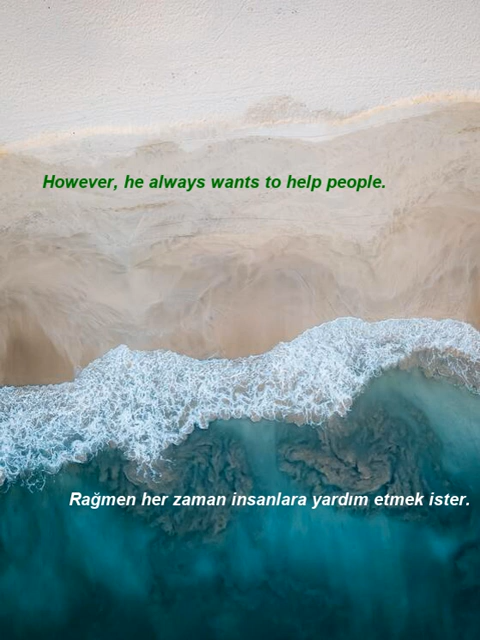 However, he always wants to help people.
Rağmen her zaman insanlara yardım etmek ister.